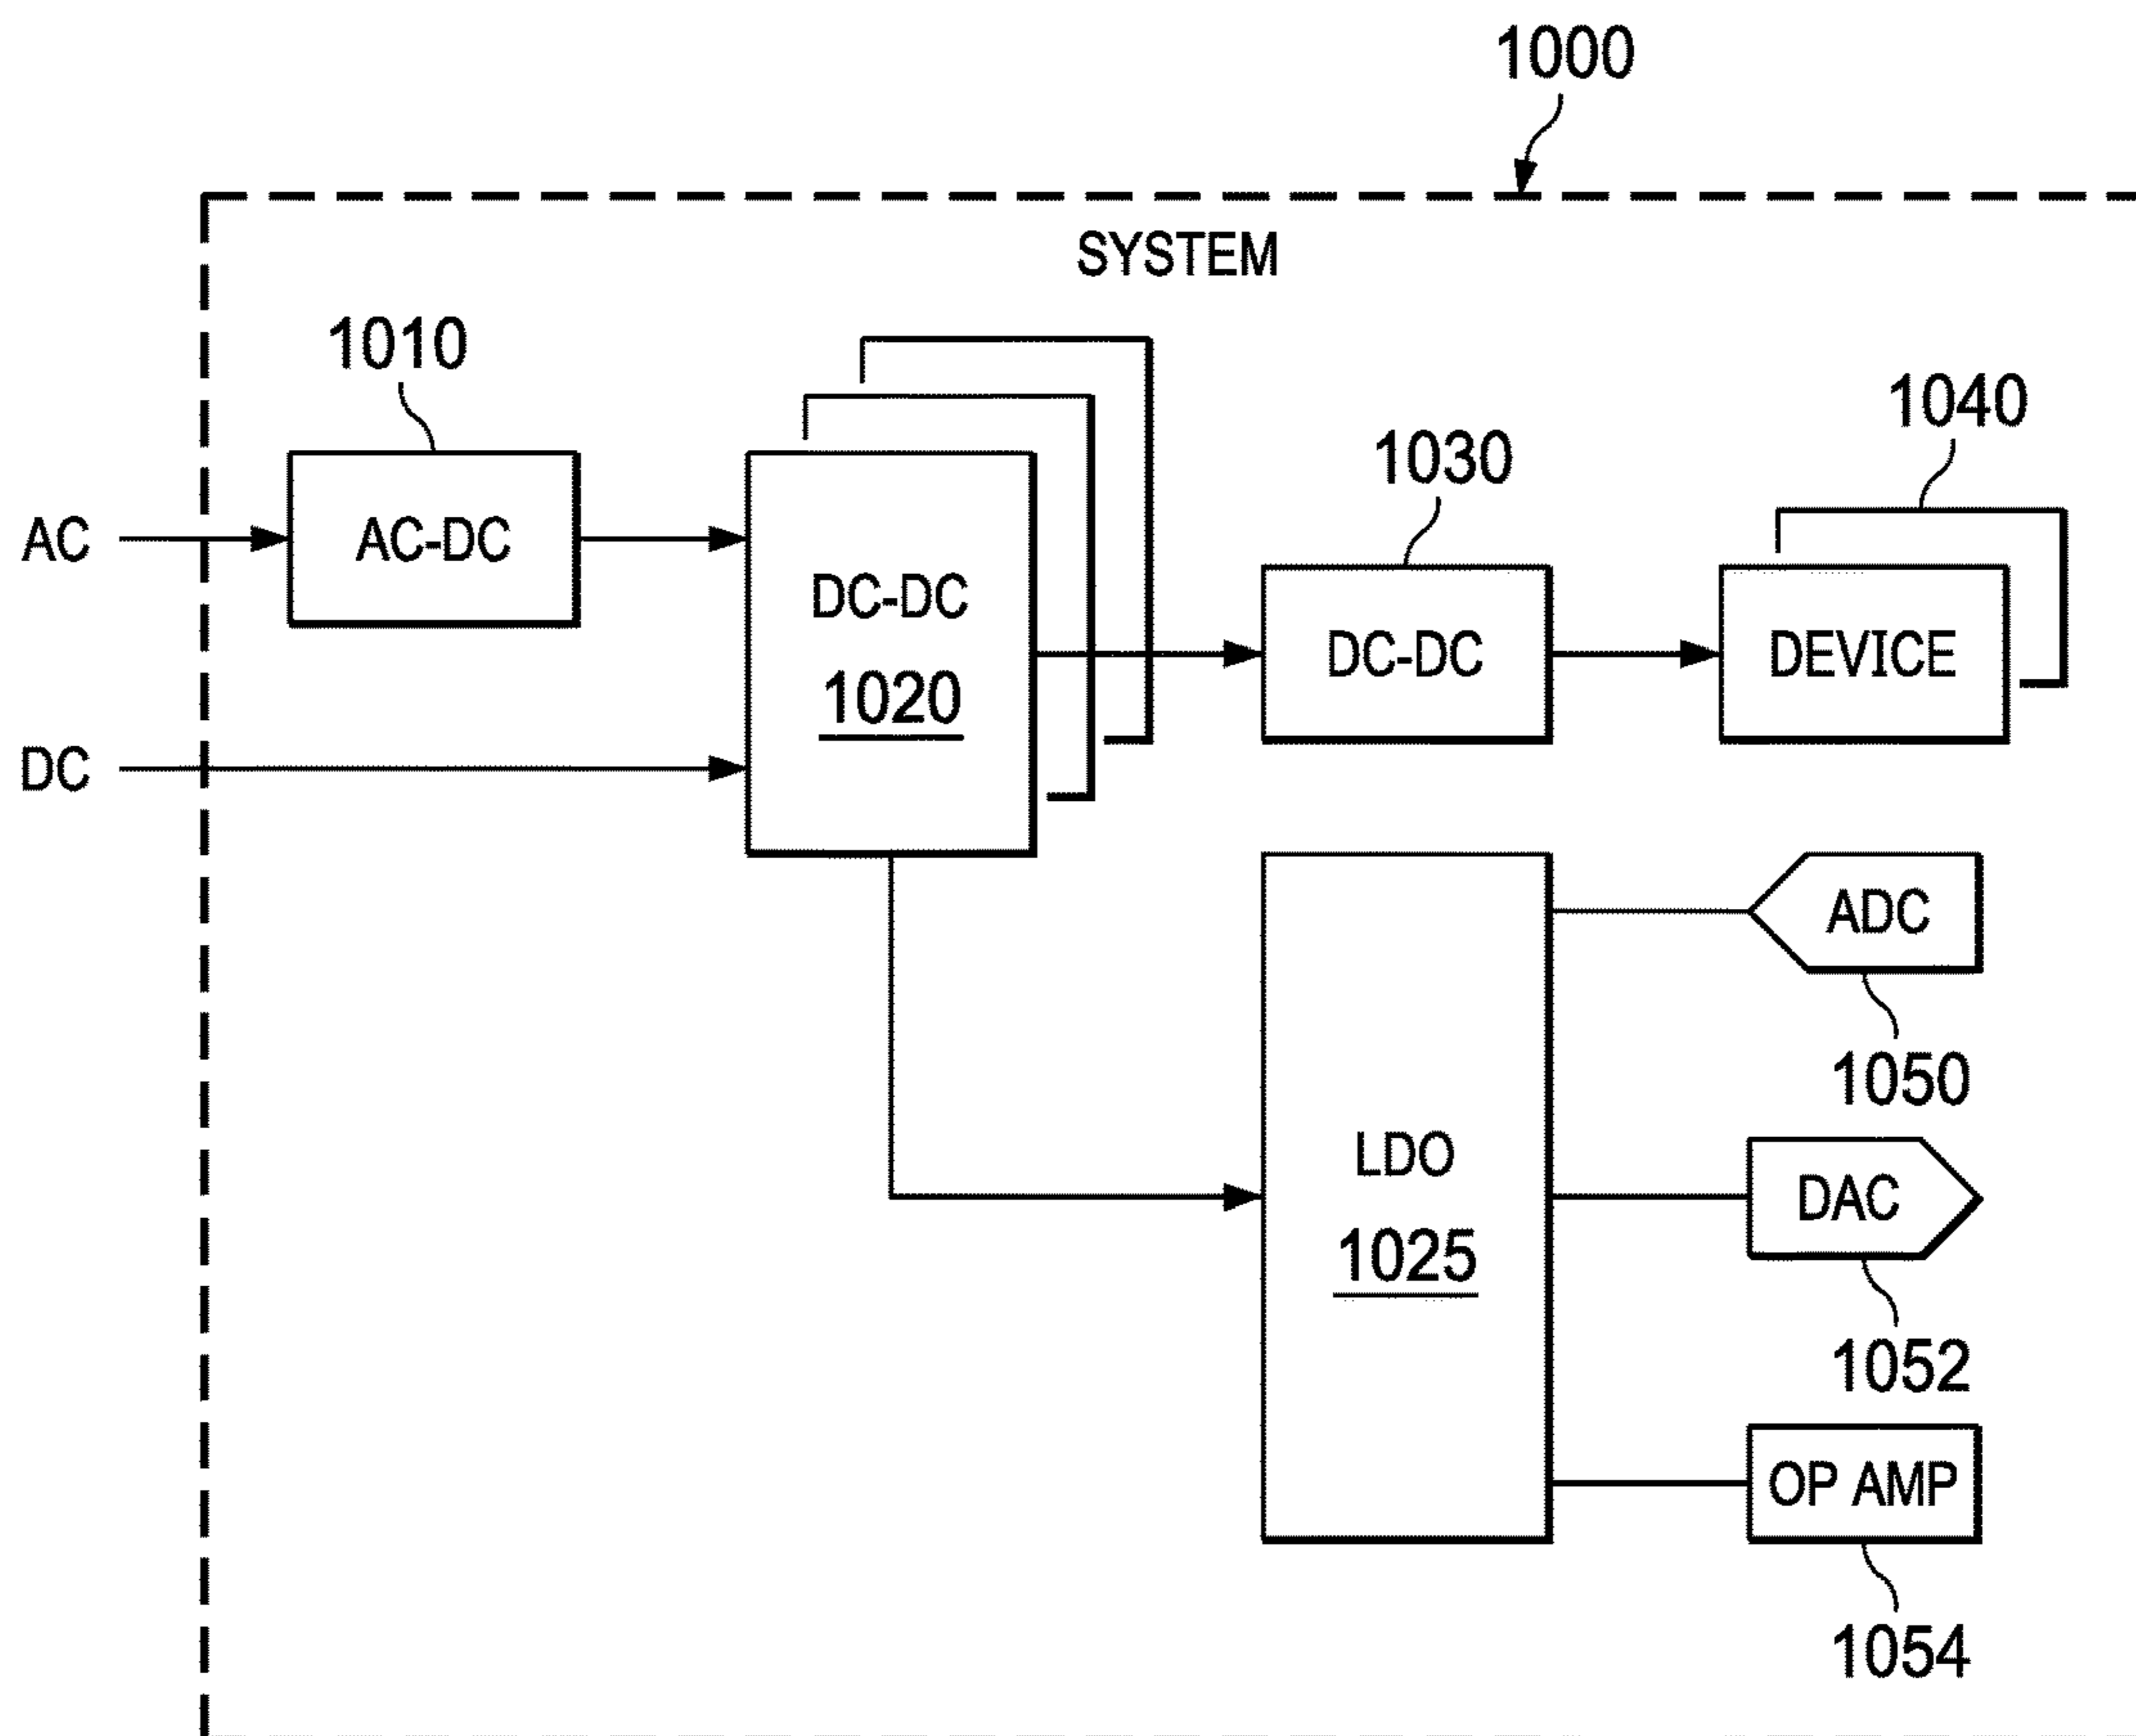 1000
SYSTEM
1010
1040
1030
AC
AC-DC
DC-DC
1020
DC-DC
DEVICE
DC
ADC
1050
LDO
1025
DAC
1052
OP AMP
1054